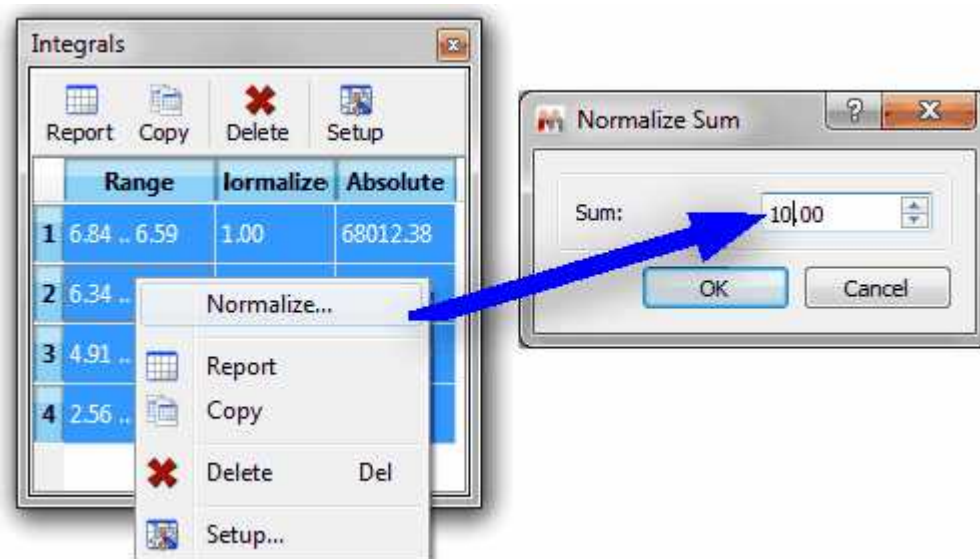 Integrals
Report Copy Delete Setup
Range lormalize Absolute
1 6.84 .. 6.59 1.00 68012.38
2 6.34 ..
3 4.91 ..
4 2.56 ..
Normalize...
Report
Copy
Delete Del
Setup...
Normalize Sum
Sum: 10.00
OK Cancel